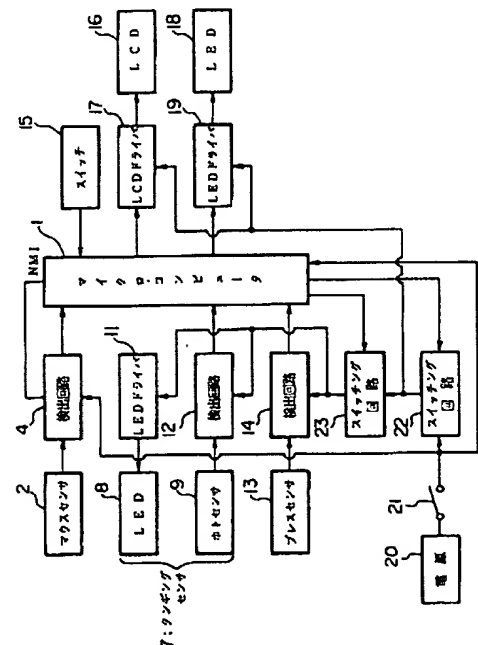 16
LCD
18
LED
17
LCDドライバ
19
LEDドライバ
15
スイッチ
1
NMI
マイクロ・コンピュータ
4
検出回路
11
LEDドライバ
12
検出回路
14
検出回路
23
スイッチング
回路
22
スイッチング
回路
2
マウスセンサ
8
LED
9
ホトセンサ
13
ブレスセンサ
21
20
電源
7:タンギング
センサ